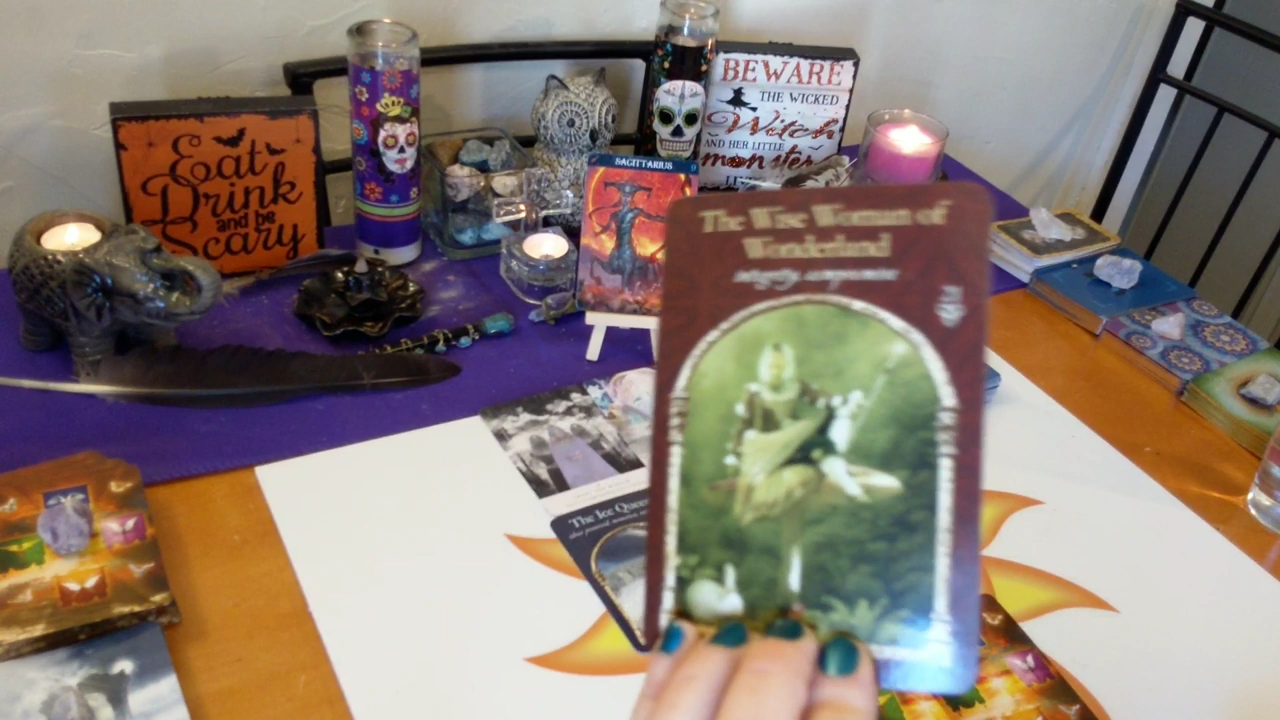 Eat
Drink
and be
Scary
BEWARE
THE WICKED
Witch
AND HER LITTLE
monsters
SAGITTARIUS 9
The Wise Woman of
Wonderland
The Ice Queen